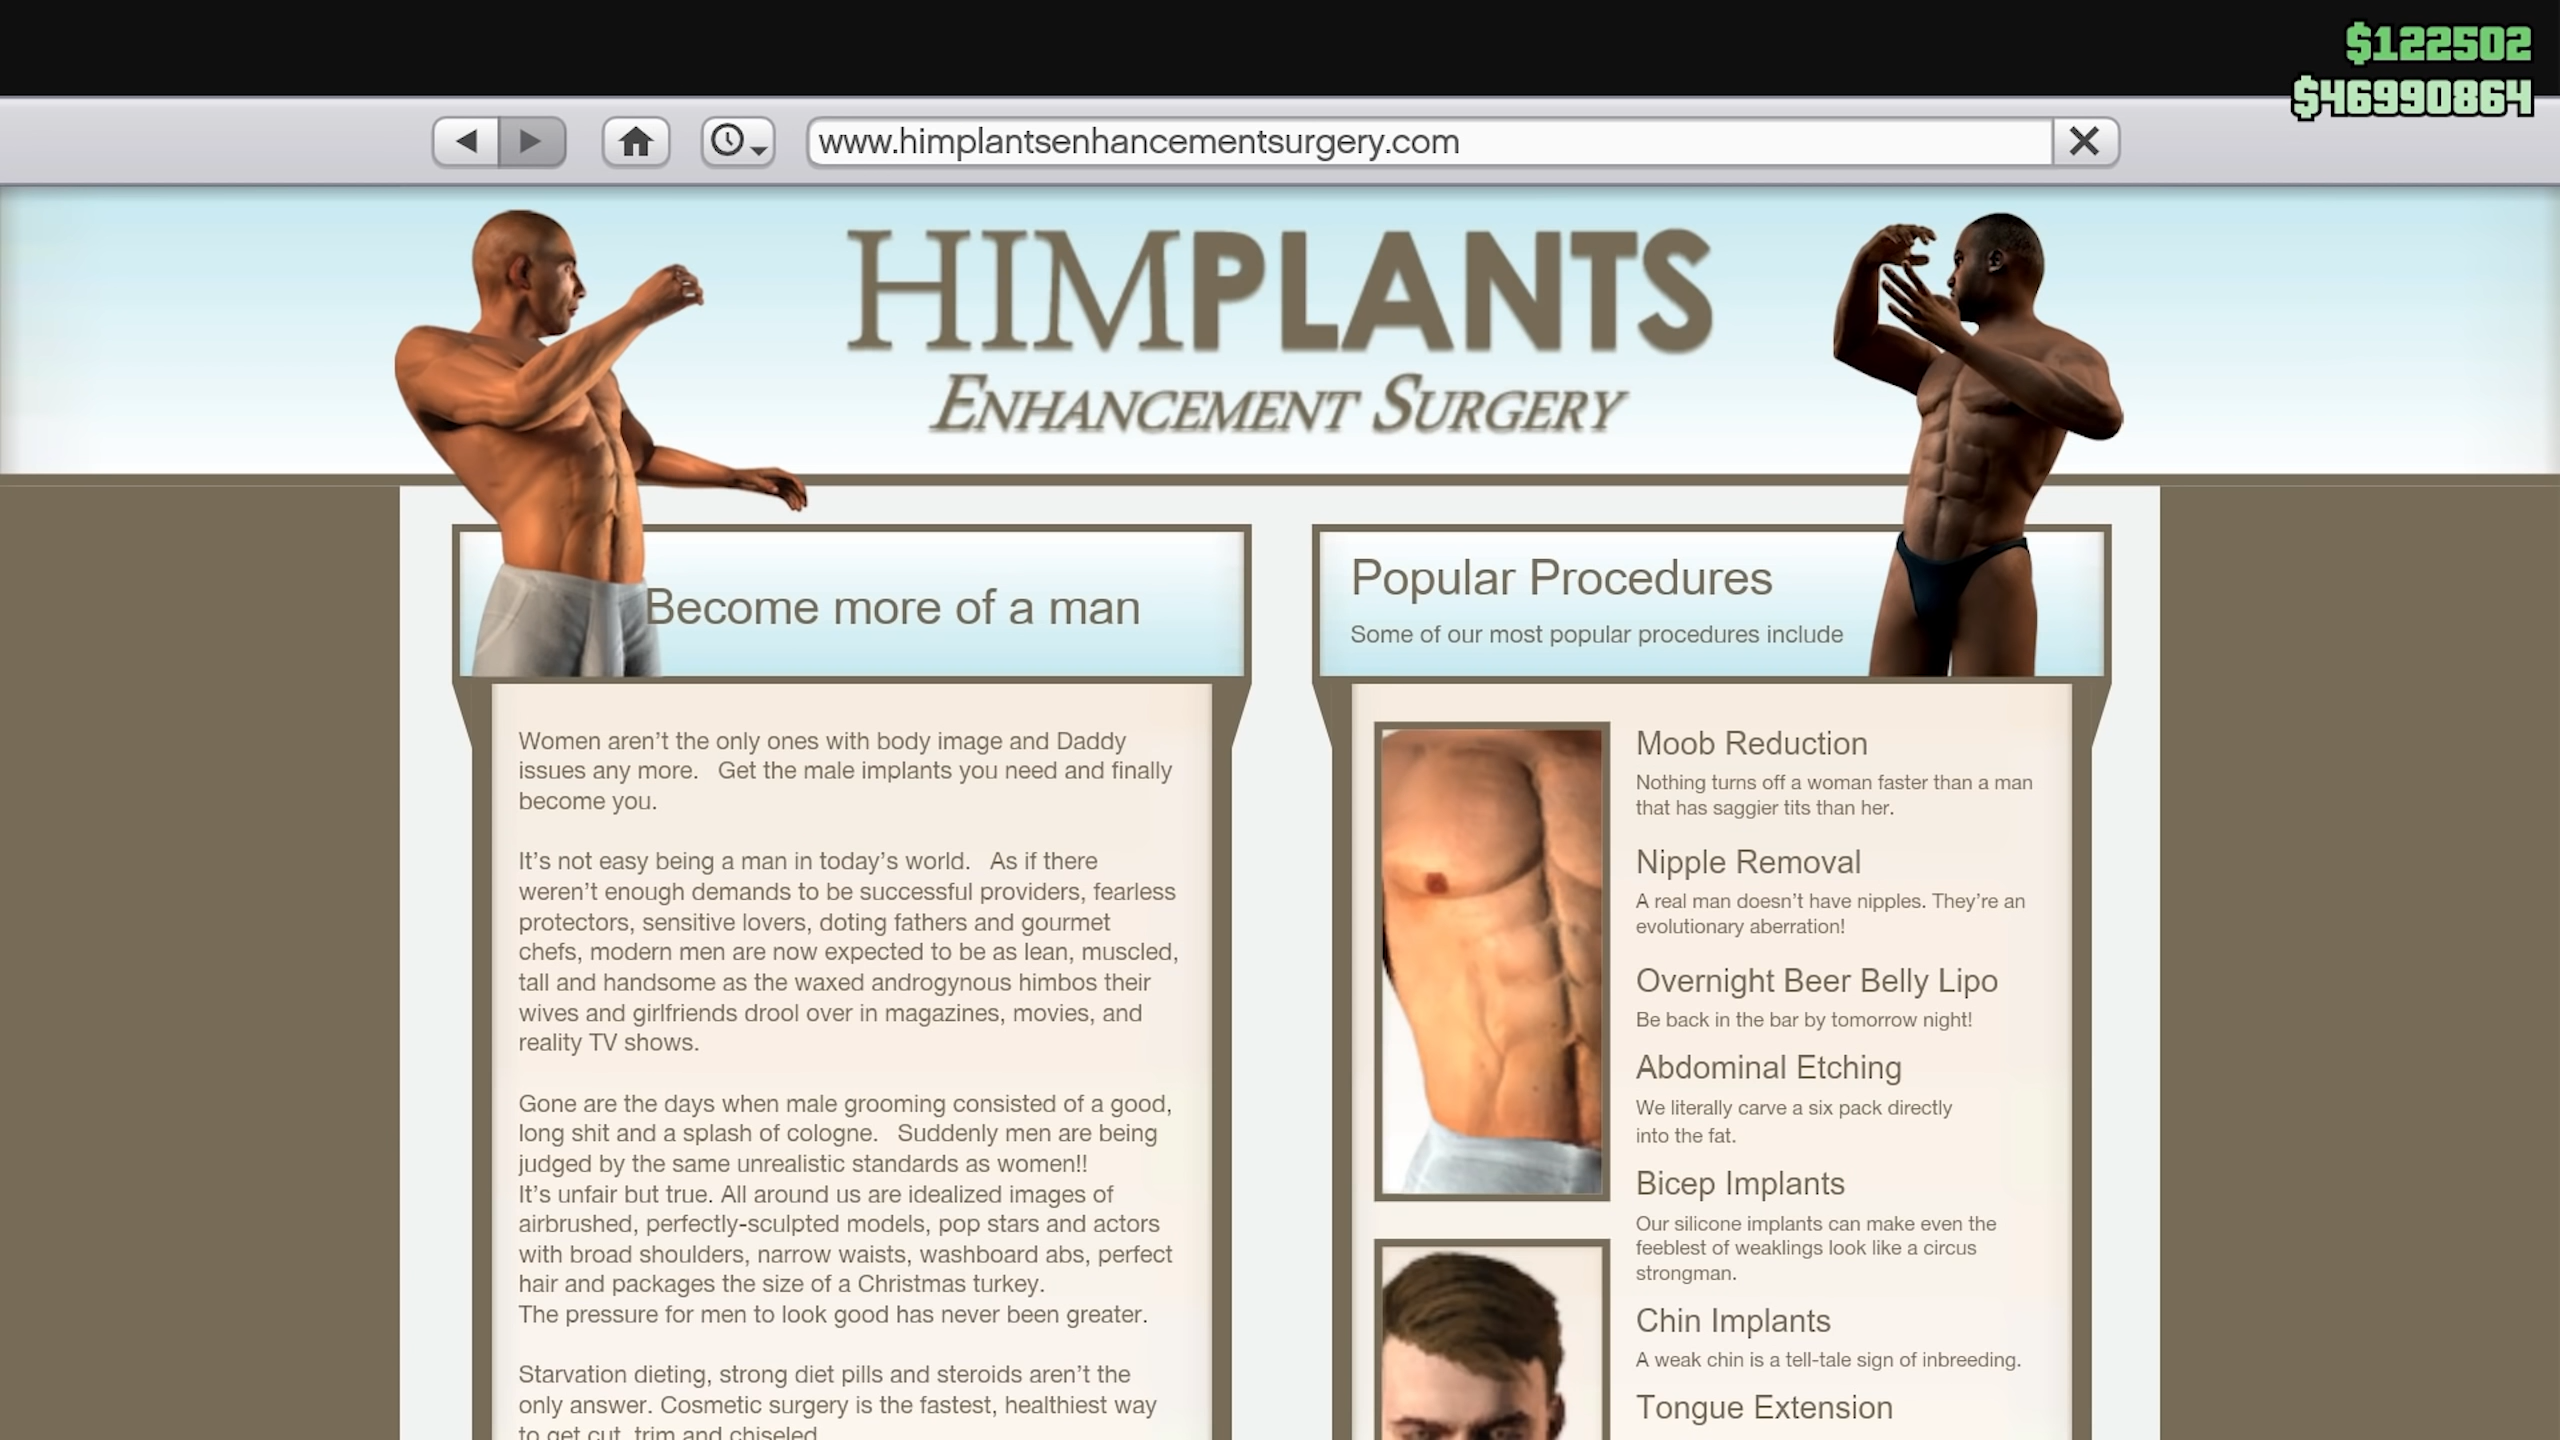 $122502
$46990864
www.himplantsenhancementsurgery.com
HIMPLANTS
ENHANCEMENT SURGERY
Become more of a man
Women aren’t the only ones with body image and Daddy
issues any more.   Get the male implants you need and finally
become you.
It’s not easy being a man in today’s world.   As if there
weren’t enough demands to be successful providers, fearless
protectors, sensitive lovers, doting fathers and gourmet
chefs, modern men are now expected to be as lean, muscled,
tall and handsome as the waxed androgynous himbos their
wives and girlfriends drool over in magazines, movies, and
reality TV shows.
Gone are the days when male grooming consisted of a good,
long shit and a splash of cologne.   Suddenly men are being
judged by the same unrealistic standards as women!!
It’s unfair but true. All around us are idealized images of
airbrushed, perfectly-sculpted models, pop stars and actors
with broad shoulders, narrow waists, washboard abs, perfect
hair and packages the size of a Christmas turkey.
The pressure for men to look good has never been greater.
Starvation dieting, strong diet pills and steroids aren’t the
only answer. Cosmetic surgery is the fastest, healthiest way
to get cut, trim and chiseled
Popular Procedures
Some of our most popular procedures include
Moob Reduction
Nothing turns off a woman faster than a man
that has saggier tits than her.
Nipple Removal
A real man doesn’t have nipples. They’re an
evolutionary aberration!
Overnight Beer Belly Lipo
Be back in the bar by tomorrow night!
Abdominal Etching
We literally carve a six pack directly
into the fat.
Bicep Implants
Our silicone implants can make even the
feeblest of weaklings look like a circus
strongman.
Chin Implants
A weak chin is a tell-tale sign of inbreeding.
Tongue Extension